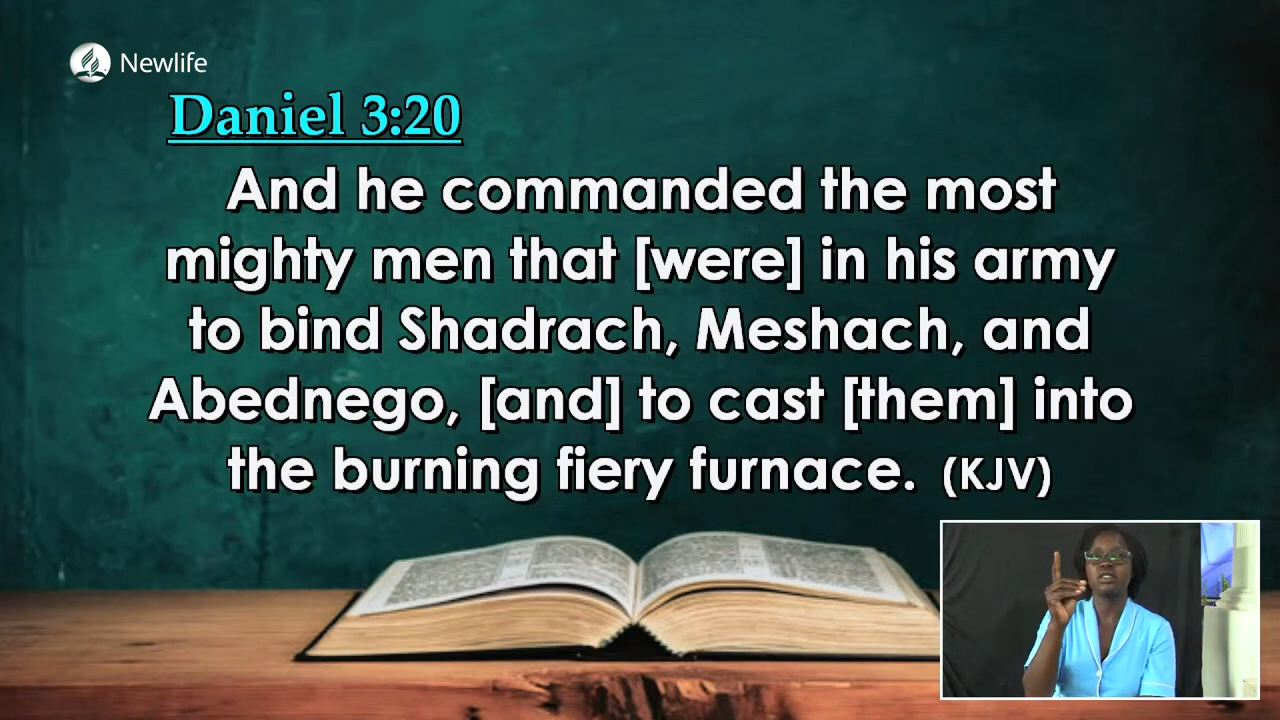 Newlife
Daniel 3:20
And he commanded the most
mighty men that [were] in his army
to bind Shadrach, Meshach, and
Abednego, [and] to cast [them] into
the burning fiery furnace. (KJV)